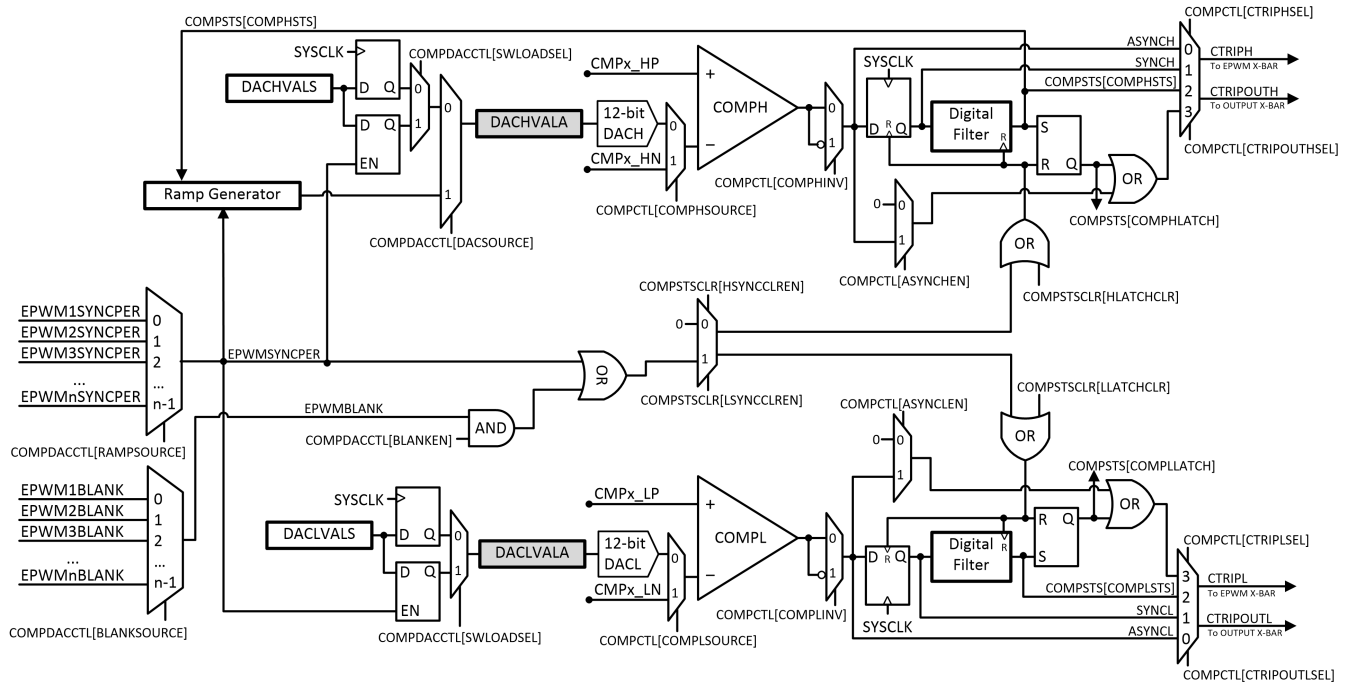 COMPSTS[COMPHSTS]
COMPCTL[CTRIPHSEL]
SYSCLK
COMPDACCTL[SWLOADSEL]
DACHVALS
D Q
0
1
D Q
EN
0
1
DACHVALA
CMPx_HP
12-bit
DACH
CMPx_HN
0
1
+
COMPH
−
0
1
COMPCTL[COMPHINV]
SYSCLK
D R Q
Digital
Filter
R
S
R Q
OR
ASYNCH
SYNCH
COMPSTS[COMPHSTS]
0
1
2
3
CTRIPH
To EPWM X-BAR
CTRIPOUTH
To OUTPUT X-BAR
COMPCTL[CTRIPOUTHSEL]
Ramp Generator
COMPDACCTL[DACSOURCE]
COMPCTL[COMPHSOURCE]
0
0
1
COMPCTL[ASYNCHEN]
COMPSTS[COMPHLATCH]
OR
COMPSTSCLR[HLATCHCLR]
COMPSTSCLR[HSYNCCLREN]
0
0
1
COMPSTSCLR[LSYNCCLREN]
EPWM1SYNCPER
EPWM2SYNCPER
EPWM3SYNCPER
...
EPWMnSYNCPER
0
1
2
...
n-1
COMPDACCTL[RAMPSOURCE]
EPWMSYNCPER
OR
EPWMBLANK
COMPDACCTL[BLANKEN]
AND
COMPSTSCLR[LLATCHCLR]
OR
COMPCTL[ASYNCLEN]
0
0
1
EPWM1BLANK
EPWM2BLANK
EPWM3BLANK
...
EPWMnBLANK
0
1
2
...
n-1
COMPDACCTL[BLANKSOURCE]
SYSCLK
DACLVALS
D Q
D Q
EN
0
1
COMPDACCTL[SWLOADSEL]
DACLVALA
CMPx_LP
12-bit
DACL
CMPx_LN
0
1
COMPCTL[COMPLSOURCE]
+
COMPL
−
0
1
COMPCTL[COMPLINV]
D R Q
SYSCLK
Digital
Filter
R
R Q
S
COMPSTS[COMPLLATCH]
OR
COMPCTL[CTRIPLSEL]
COMPSTS[COMPLSTS]
SYNCL
ASYNCL
3
2
1
0
CTRIPL
To EPWM X-BAR
CTRIPOUTL
To OUTPUT X-BAR
COMPCTL[CTRIPOUTLSEL]